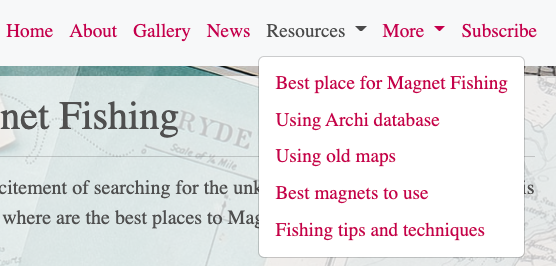 Home About Gallery News Resources More Subscribe
Best place for Magnet Fishing
net Fishing
RYDE
Using Archi database
Scale of ¼ Mile
Using old maps
citement of searching for the unk
is
Best magnets to use
where are the best places to Mag
Fishing tips and techniques